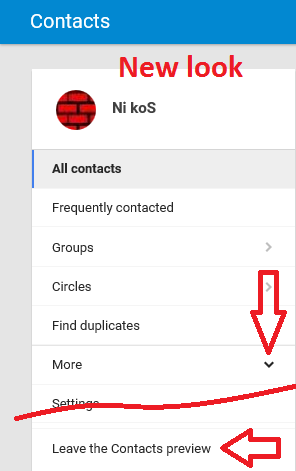 Contacts
New look
Ni koS
All contacts
Frequently contacted
Groups
Circles
Find duplicates
More
Settings
Leave the Contacts preview